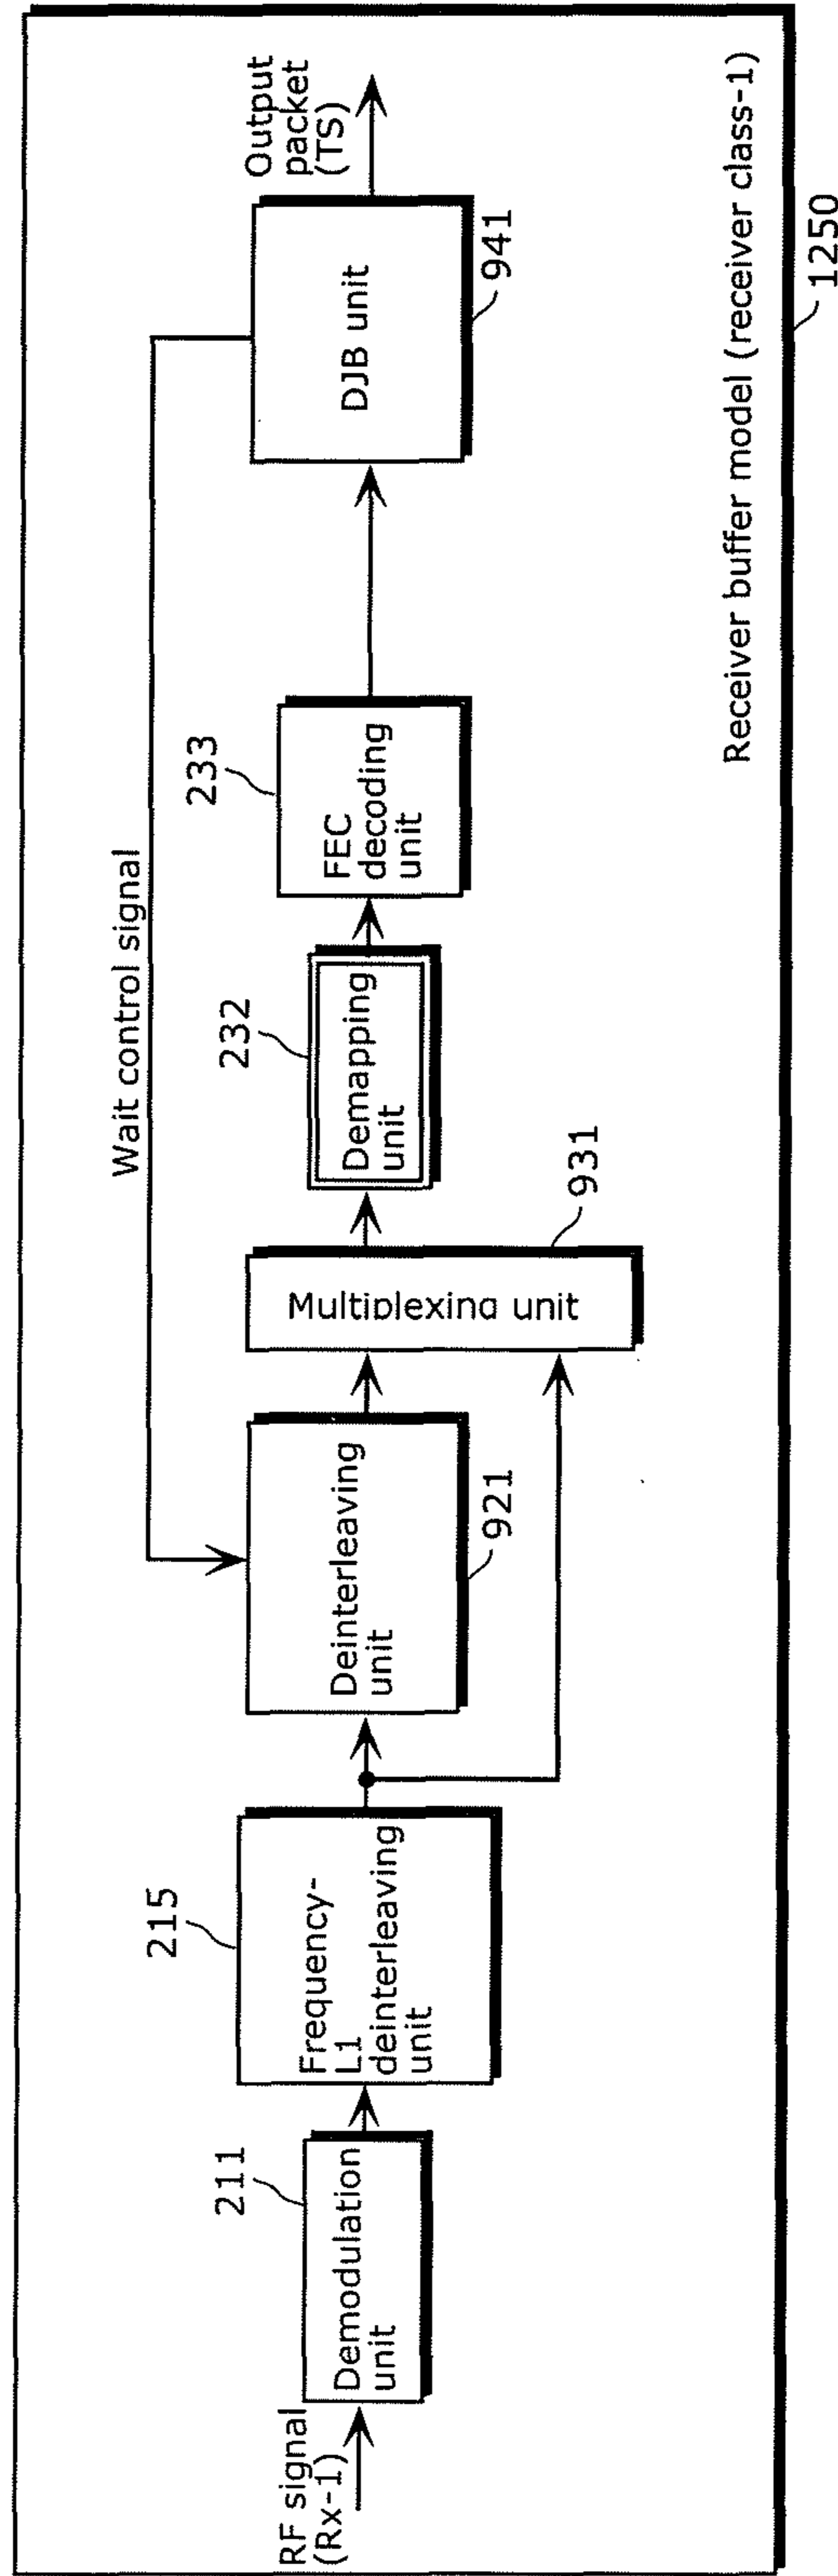 Wait control signal
RF signal
(Rx-1)
211
Demodulation
unit
215
Frequency-
L1
deinterleaving
unit
Deinterleaving
unit
921
Multiplexing unit
931
232
Demapping
unit
233
FEC
decoding
unit
DJB unit
941
Output
packet
(TS)
Receiver buffer model (receiver class-1)
1250